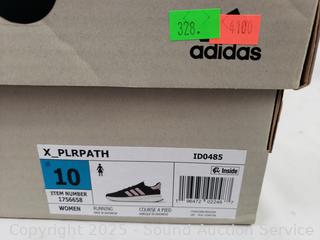 328.
4100
adidas
X_PLRPATH
ID0485
10
ITEM NUMBER
1756658
WOMEN
RUNNING
COURSE A PIED
Inside
Copyright 2025 - Sound Auction Service